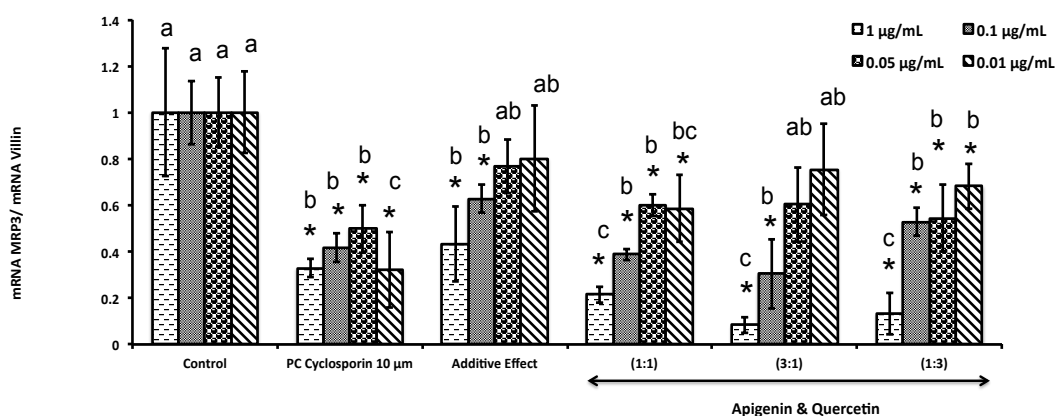 1.4
1.2
1
0.8
0.6
0.4
0.2
0
mRNA MRP3/ mRNA Villin
1 µg/mL
0.1 µg/mL
0.05 µg/mL
0.01 µg/mL
a a a a
b b b c
* * * *
b b ab ab
* *
c b b bc
* * * *
c b ab ab
* *
c b b b
* * * *
Control
PC Cyclosporin 10 µm
Additive Effect
(1:1)
(3:1)
(1:3)
Apigenin & Quercetin